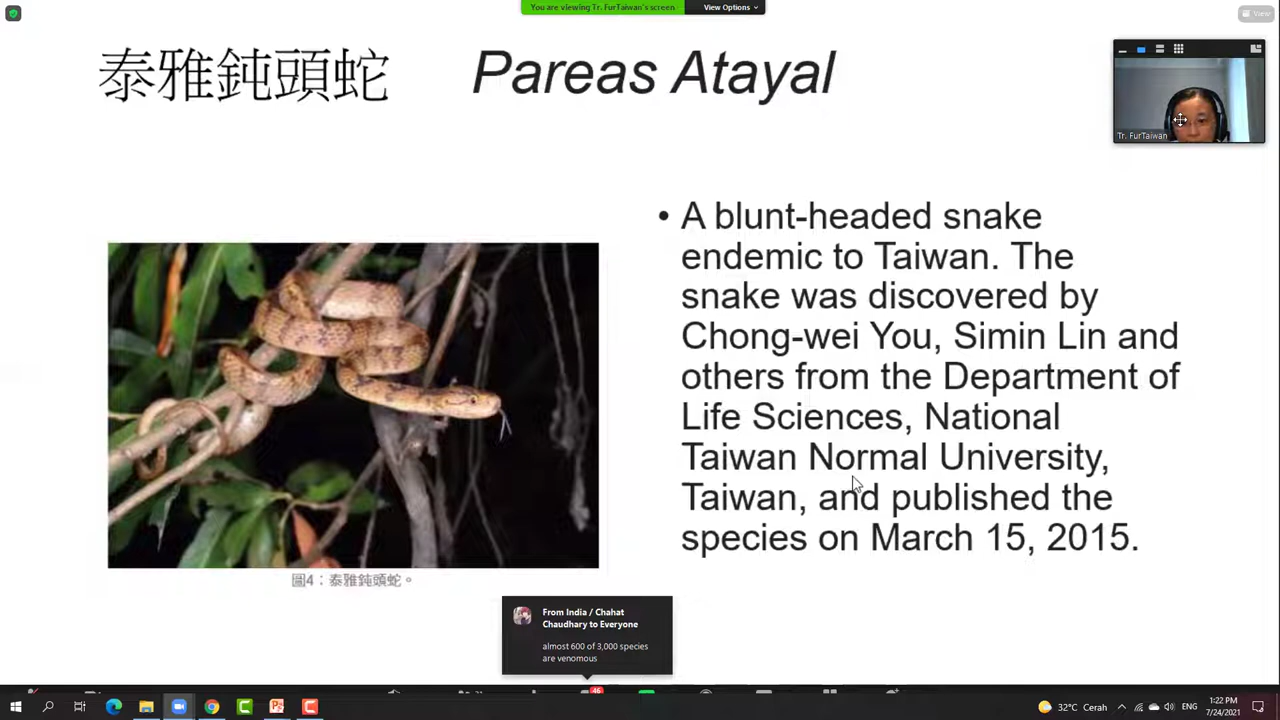 You are viewing Tr. FurTaiwan's screen
View Options
View
泰雅鈍頭蛇
Pareas Atayal
Tr. FurTaiwan
• A blunt-headed snake
endemic to Taiwan. The
snake was discovered by
Chong-wei You, Simin Lin and
others from the Department of
Life Sciences, National
Taiwan Normal University,
Taiwan, and published the
species on March 15, 2015.
圖4：泰雅鈍頭蛇。
From India / Chahat
Chaudhary to Everyone
almost 600 of 3,000 species
are venomous
46
32°C Cerah
ENG
1:22 PM
7/24/2021